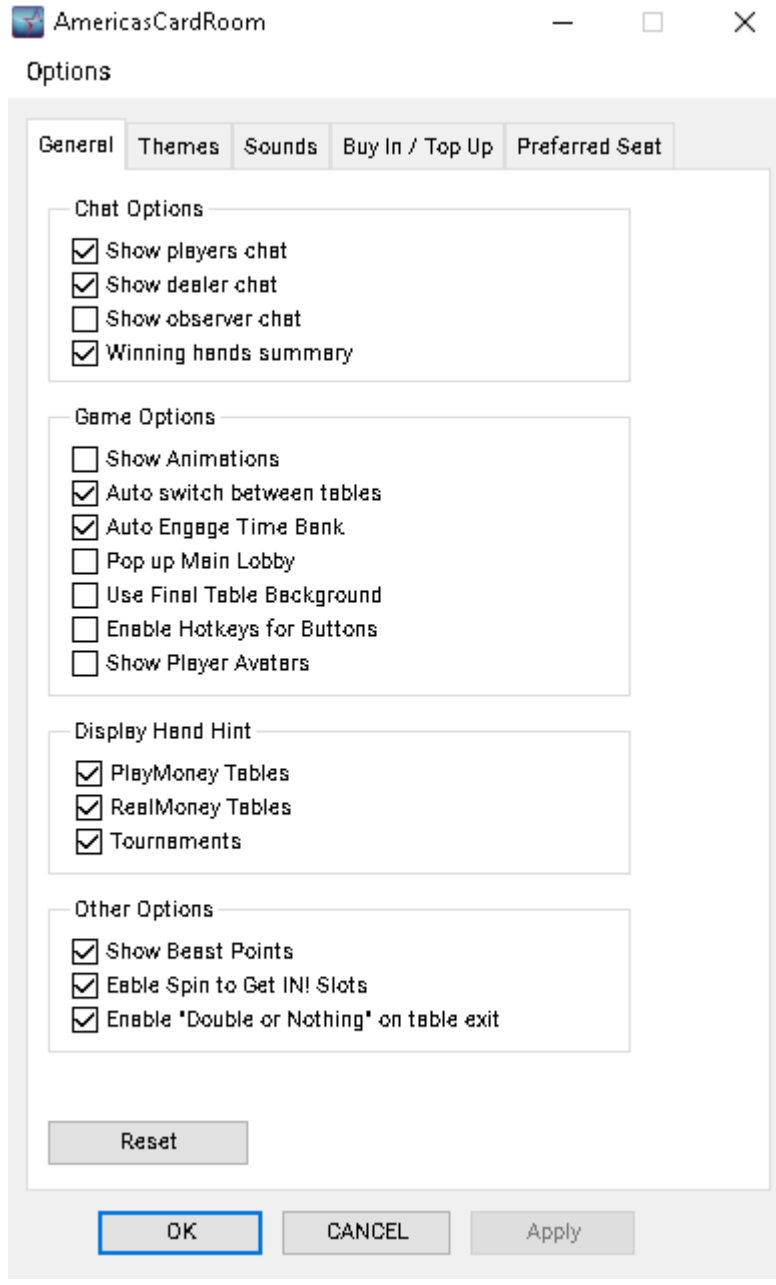 AmericasCardRoom
Options
General Themes Sounds Buy In / Top Up Preferred Seat
Chat Options
Show players chat
Show dealer chat
Show observer chat
Winning hands summary
Game Options
Show Animations
Auto switch between tables
Auto Engage Time Bank
Pop up Main Lobby
Use Final Table Background
Enable Hotkeys for Buttons
Show Player Avatars
Display Hand Hint
PlayMoney Tables
RealMoney Tables
Tournaments
Other Options
Show Beast Points
Eable Spin to Get IN! Slots
Enable "Double or Nothing" on table exit
Reset
OK CANCEL Apply